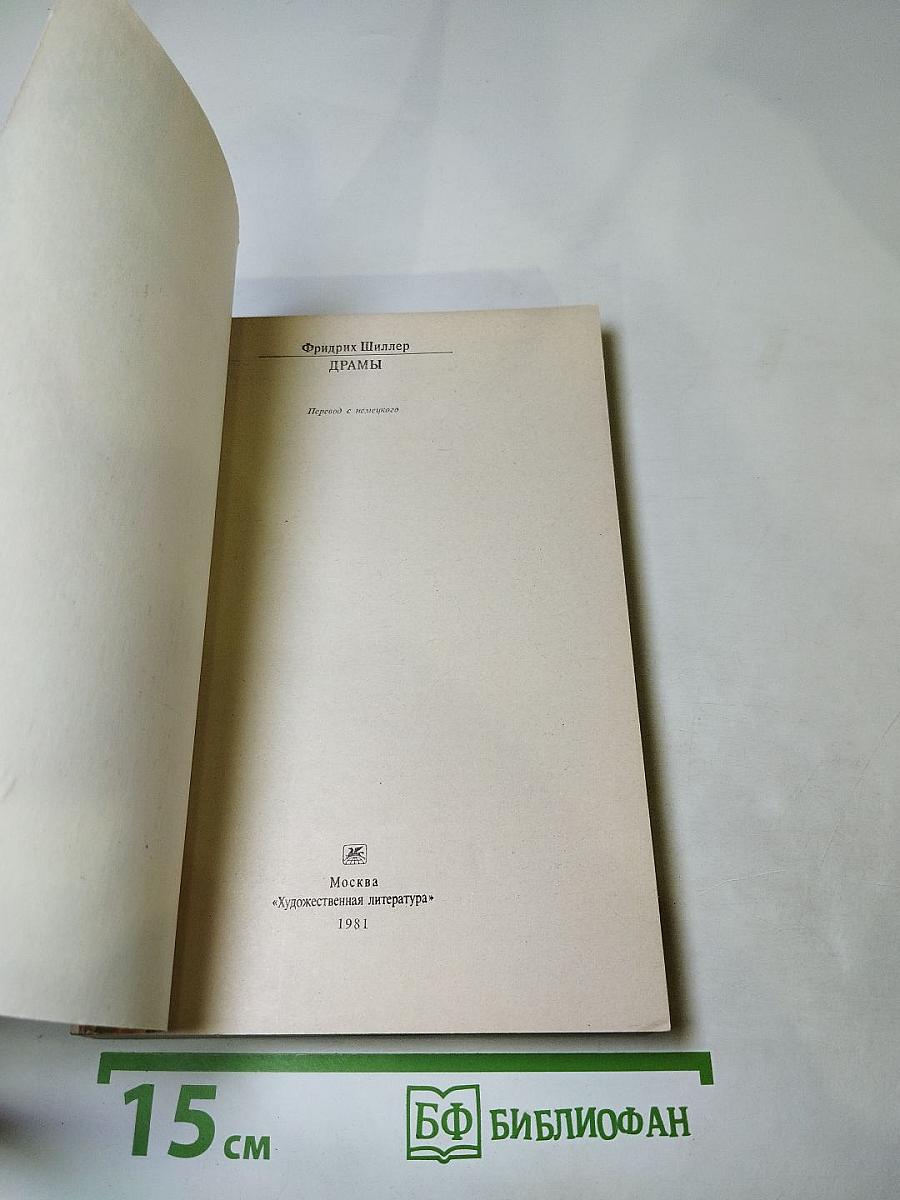 Фридрих Шиллер
ДРАМЫ
Перевод с немецкого
Москва
«Художественная литература»
1981
15 см
БФ БИБЛИОФАН